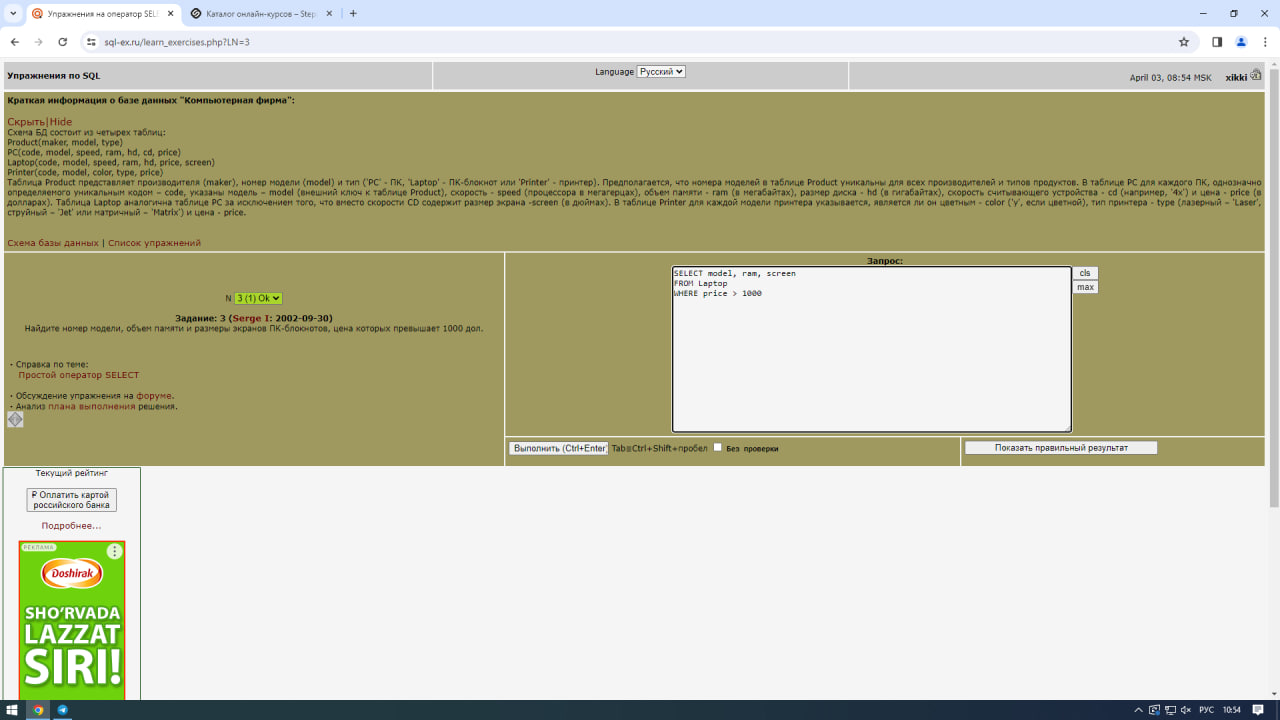 Упражнения на оператор SELE
Каталог онлайн-курсов – Step
sql-ex.ru/learn_exercises.php?LN=3
Упражнения по SQL
Language Русский
April 03, 08:54 MSK xikki
Краткая информация о базе данных "Компьютерная фирма":
Скрыть|Hide
Схема БД состоит из четырех таблиц:
Product(maker, model, type)
PC(code, model, speed, ram, hd, cd, price)
Laptop(code, model, speed, ram, hd, price, screen)
Printer(code, model, color, type, price)
Таблица Product представляет производителя (maker), номер модели (model) и тип ('PC' - ПК, 'Laptop' - ПК-блокнот или 'Printer' - принтер). Предполагается, что номера моделей в таблице Product уникальны для всех производителей и типов продуктов. В таблице PC для каждого ПК, однозначно
определяемого уникальным кодом – code, указаны модель – model (внешний ключ к таблице Product), скорость - speed (процессора в мегагерцах), объем памяти - ram (в мегабайтах), размер диска - hd (в гигабайтах), скорость считывающего устройства - cd (например, '4x') и цена - price (в
долларах). Таблица Laptop аналогична таблице РС за исключением того, что вместо скорости CD содержит размер экрана -screen (в дюймах). В таблице Printer для каждой модели принтера указывается, является ли он цветным - color ('y', если цветной), тип принтера - type (лазерный – 'Laser',
струйный – 'Jet' или матричный – 'Matrix') и цена - price.
Схема базы данных | Список упражнений
N 3 (1) Ok
Задание: 3 (Serge I: 2002-09-30)
Найдите номер модели, объем памяти и размеры экранов ПК-блокнотов, цена которых превышает 1000 дол.
· Справка по теме:
Простой оператор SELECT
· Обсуждение упражнения на форуме.
· Анализ плана выполнения решения.
Запрос:
SELECT model, ram, screen
FROM Laptop
WHERE price > 1000
cls
max
Выполнить (Ctrl+Enter) Tab≡Ctrl+Shift+пробел Без проверки
Показать правильный результат
Текущий рейтинг
₽ Оплатить картой
российского банка
Подробнее...
РЕКЛАМА
Doshirak
SHO'RVADA
LAZZAT
SIRI!
РУС 10:54